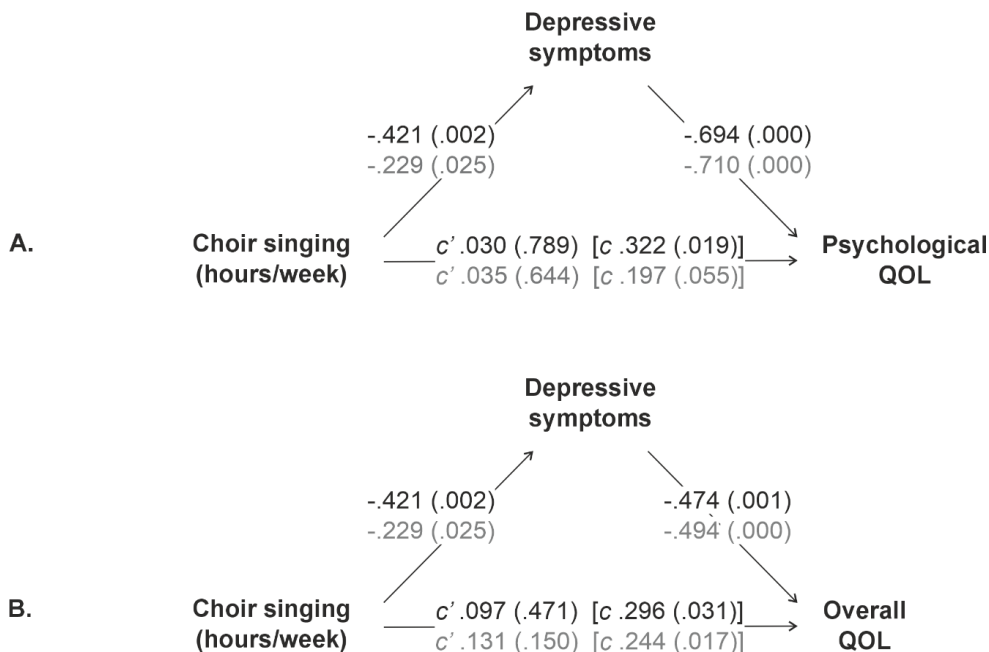 Depressive
symptoms
-.421 (.002)
-.694 (.000)
-.229 (.025)
-.710 (.000)
A.
Choir singing
(hours/week)
c' .030 (.789) [c .322 (.019)]
c' .035 (.644) [c .197 (.055)]
Psychological
QOL
Depressive
symptoms
-.421 (.002)
-.474 (.001)
-.229 (.025)
-.494 (.000)
B.
Choir singing
(hours/week)
c' .097 (.471) [c .296 (.031)]
c' .131 (.150) [c .244 (.017)]
Overall
QOL